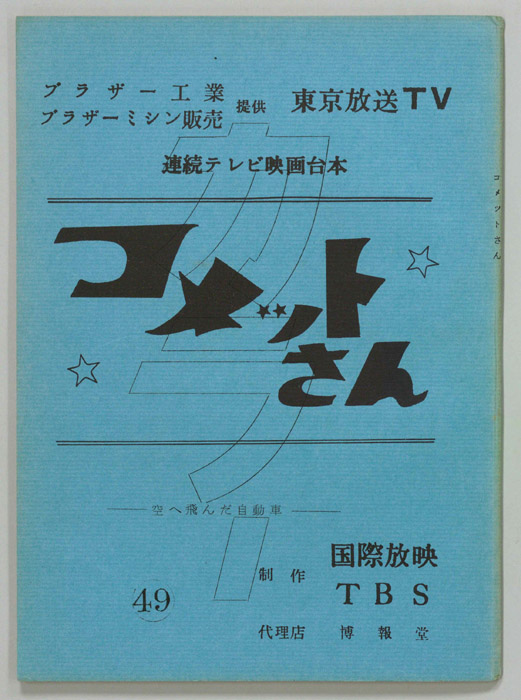 ブラザー工業
ブラザーミシン販売
提供
東京放送TV
連続テレビ映画台本
コメットさん
コメット
さん
―空へ飛んだ自動車―
制作
国際放映
TBS
代理店 博報堂
49